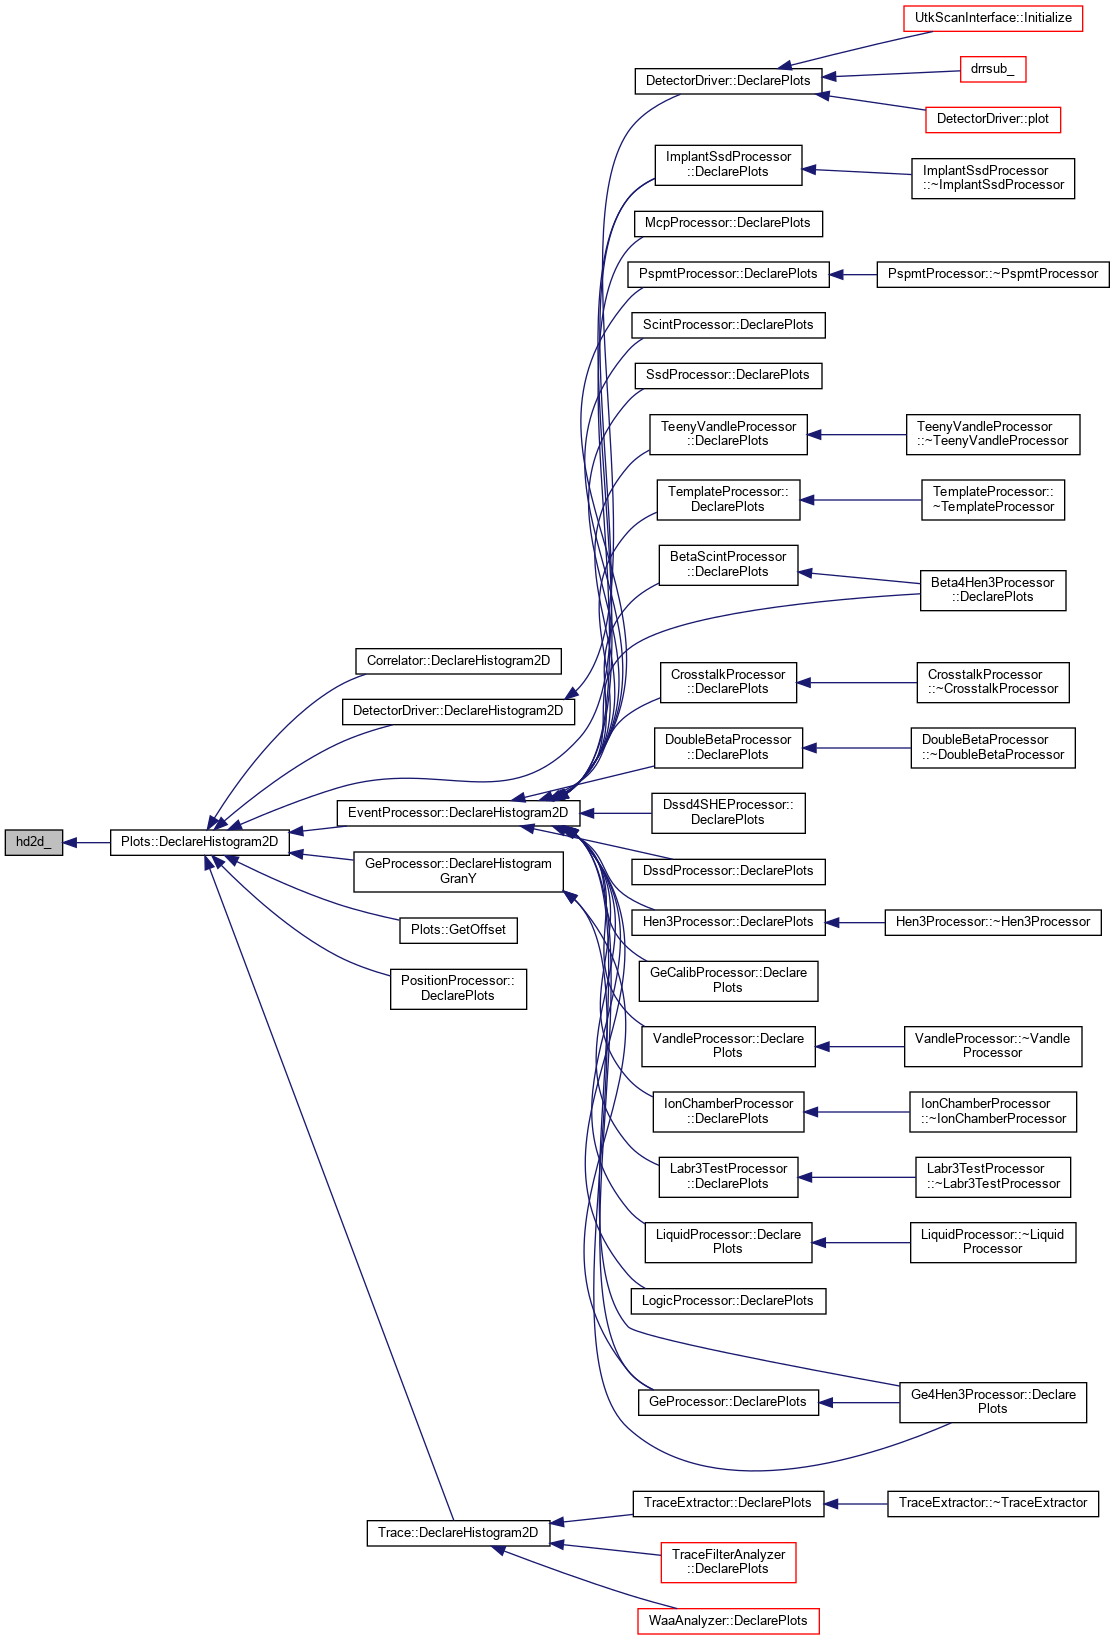 hd2d_
Plots::DeclareHistogram2D
Correlator::DeclareHistogram2D
DetectorDriver::DeclareHistogram2D
EventProcessor::DeclareHistogram2D
GeProcessor::DeclareHistogram
GranY
Plots::GetOffset
PositionProcessor::
DeclarePlots
Trace::DeclareHistogram2D
DetectorDriver::DeclarePlots
ImplantSsdProcessor
::DeclarePlots
McpProcessor::DeclarePlots
PspmtProcessor::DeclarePlots
ScintProcessor::DeclarePlots
SsdProcessor::DeclarePlots
TeenyVandleProcessor
::DeclarePlots
TemplateProcessor::
DeclarePlots
BetaScintProcessor
::DeclarePlots
CrosstalkProcessor
::DeclarePlots
DoubleBetaProcessor
::DeclarePlots
Dssd4SHEProcessor::
DeclarePlots
DssdProcessor::DeclarePlots
Hen3Processor::DeclarePlots
GeCalibProcessor::Declare
Plots
VandleProcessor::Declare
Plots
IonChamberProcessor
::DeclarePlots
Labr3TestProcessor
::DeclarePlots
LiquidProcessor::Declare
Plots
LogicProcessor::DeclarePlots
GeProcessor::DeclarePlots
TraceExtractor::DeclarePlots
TraceFilterAnalyzer
::DeclarePlots
WaaAnalyzer::DeclarePlots
UtkScanInterface::Initialize
drrsub_
DetectorDriver::plot
ImplantSsdProcessor
::~ImplantSsdProcessor
PspmtProcessor::~PspmtProcessor
TeenyVandleProcessor
::~TeenyVandleProcessor
TemplateProcessor::
~TemplateProcessor
Beta4Hen3Processor
::DeclarePlots
CrosstalkProcessor
::~CrosstalkProcessor
DoubleBetaProcessor
::~DoubleBetaProcessor
Hen3Processor::~Hen3Processor
VandleProcessor::~Vandle
Processor
IonChamberProcessor
::~IonChamberProcessor
Labr3TestProcessor
::~Labr3TestProcessor
LiquidProcessor::~Liquid
Processor
Ge4Hen3Processor::Declare
Plots
TraceExtractor::~TraceExtractor